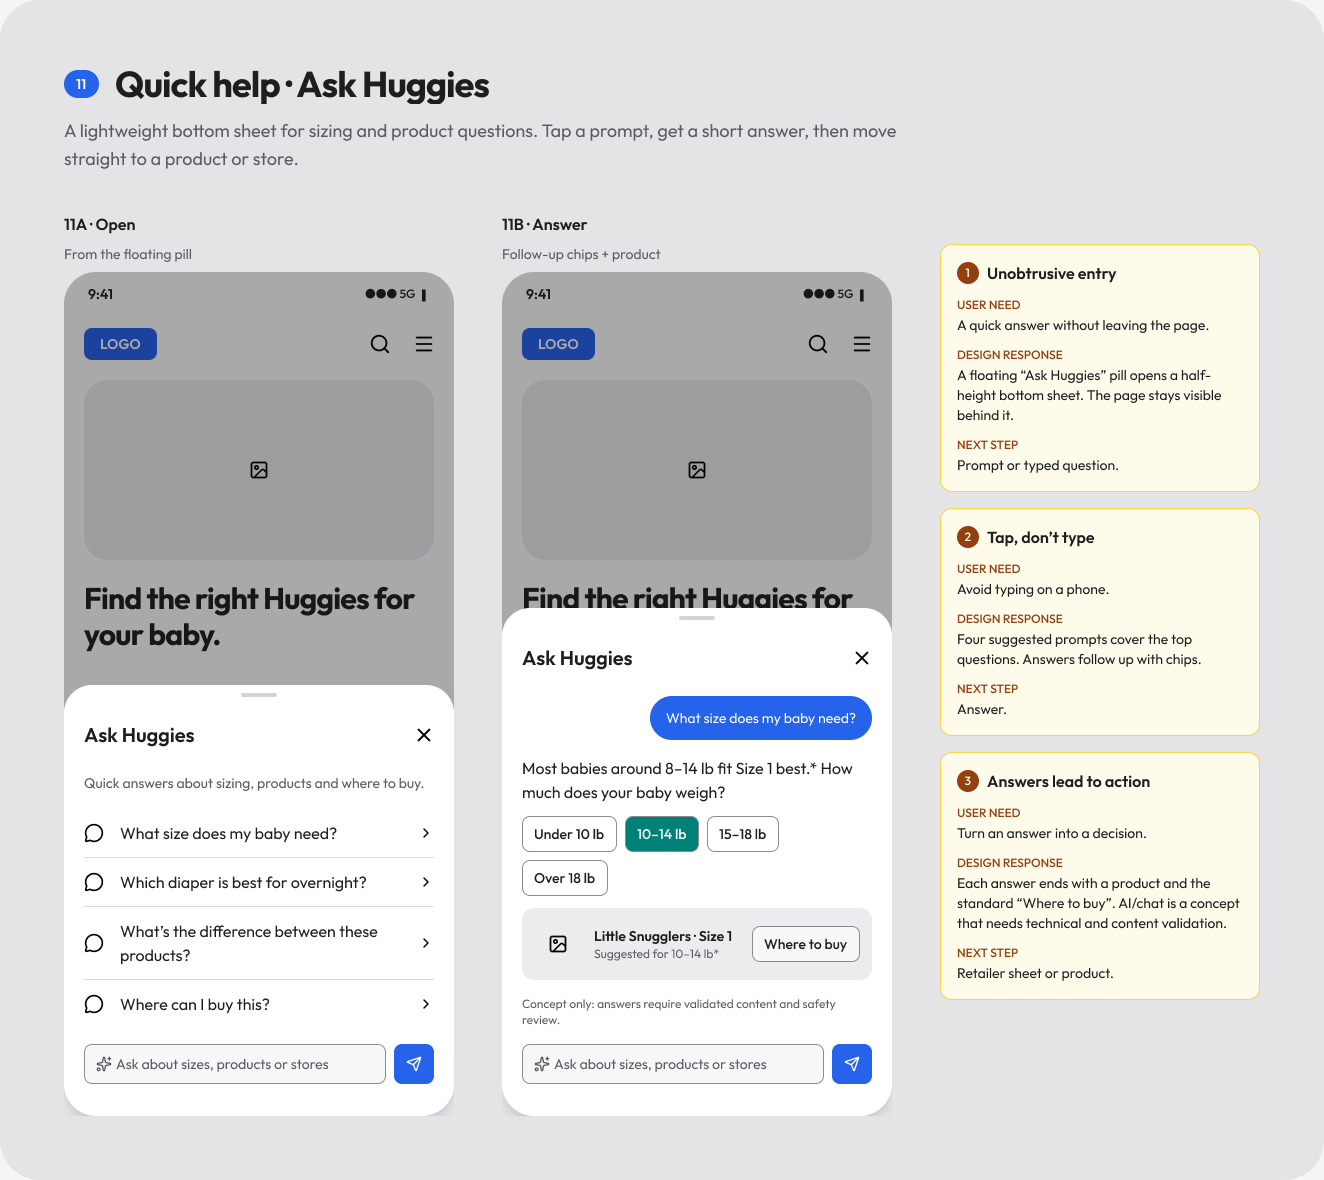 11
Quick help · Ask Huggies
A lightweight bottom sheet for sizing and product questions. Tap a prompt, get a short answer, then move
straight to a product or store.
11A · Open
From the floating pill
9:41
5G
LOGO
Find the right Huggies for
your baby.
Ask Huggies
Quick answers about sizing, products and where to buy.
What size does my baby need?
Which diaper is best for overnight?
What’s the difference between these
products?
Where can I buy this?
Ask about sizes, products or stores
11B · Answer
Follow-up chips + product
9:41
5G
LOGO
Find the right Huggies for
Ask Huggies
What size does my baby need?
Most babies around 8–14 lb fit Size 1 best.* How
much does your baby weigh?
Under 10 lb
10–14 lb
15–18 lb
Over 18 lb
Little Snugglers · Size 1
Suggested for 10–14 lb*
Where to buy
Concept only: answers require validated content and safety
review.
Ask about sizes, products or stores
1
Unobtrusive entry
USER NEED
A quick answer without leaving the page.
DESIGN RESPONSE
A floating “Ask Huggies” pill opens a half-
height bottom sheet. The page stays visible
behind it.
NEXT STEP
Prompt or typed question.
2
Tap, don’t type
USER NEED
Avoid typing on a phone.
DESIGN RESPONSE
Four suggested prompts cover the top
questions. Answers follow up with chips.
NEXT STEP
Answer.
3
Answers lead to action
USER NEED
Turn an answer into a decision.
DESIGN RESPONSE
Each answer ends with a product and the
standard “Where to buy”. AI/chat is a concept
that needs technical and content validation.
NEXT STEP
Retailer sheet or product.